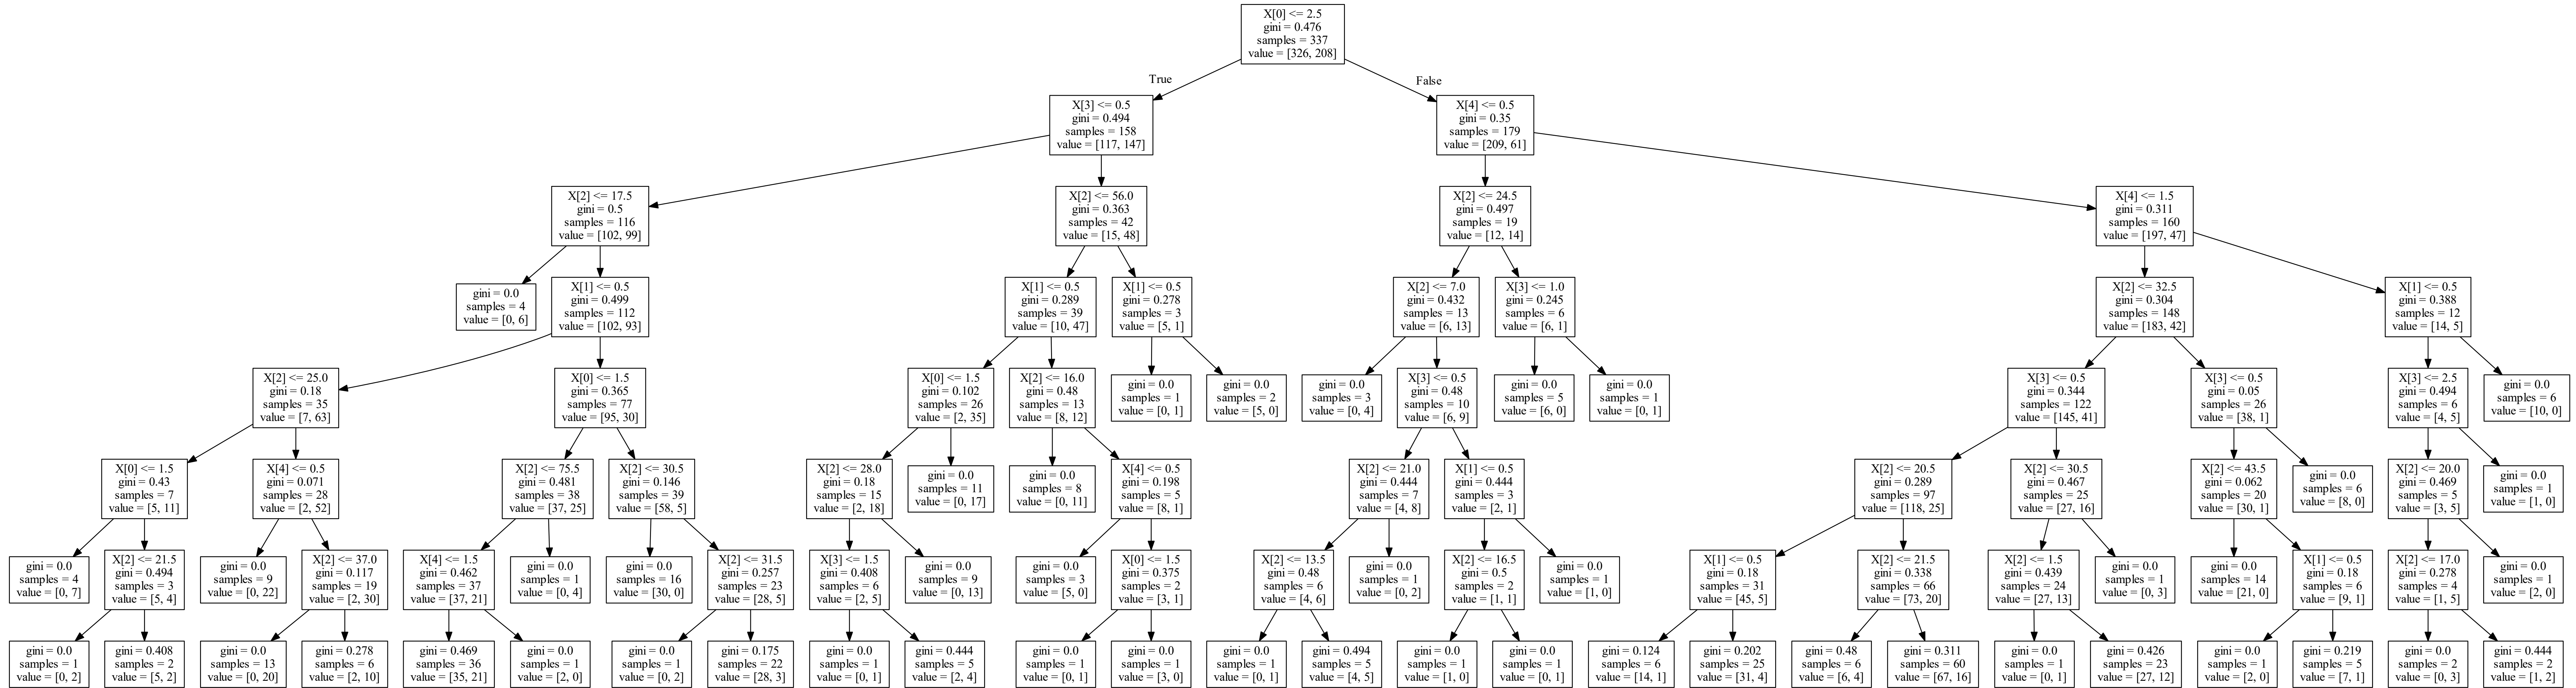 X[0] <= 2.5
gini = 0.476
samples = 337
value = [326, 208]
True
False
X[3] <= 0.5
gini = 0.494
samples = 158
value = [117, 147]
X[4] <= 0.5
gini = 0.35
samples = 179
value = [209, 61]
X[2] <= 17.5
gini = 0.5
samples = 116
value = [102, 99]
X[2] <= 56.0
gini = 0.363
samples = 42
value = [15, 48]
X[2] <= 24.5
gini = 0.497
samples = 19
value = [12, 14]
X[4] <= 1.5
gini = 0.311
samples = 160
value = [197, 47]
gini = 0.0
samples = 4
value = [0, 6]
X[1] <= 0.5
gini = 0.499
samples = 112
value = [102, 93]
X[1] <= 0.5
gini = 0.289
samples = 39
value = [10, 47]
X[1] <= 0.5
gini = 0.278
samples = 3
value = [5, 1]
X[2] <= 7.0
gini = 0.432
samples = 13
value = [6, 13]
X[3] <= 1.0
gini = 0.245
samples = 6
value = [6, 1]
X[2] <= 32.5
gini = 0.304
samples = 148
value = [183, 42]
X[1] <= 0.5
gini = 0.388
samples = 12
value = [14, 5]
X[2] <= 25.0
gini = 0.18
samples = 35
value = [7, 63]
X[0] <= 1.5
gini = 0.365
samples = 77
value = [95, 30]
X[0] <= 1.5
gini = 0.102
samples = 26
value = [2, 35]
X[2] <= 16.0
gini = 0.48
samples = 13
value = [8, 12]
gini = 0.0
samples = 1
value = [0, 1]
gini = 0.0
samples = 2
value = [5, 0]
gini = 0.0
samples = 3
value = [0, 4]
X[3] <= 0.5
gini = 0.48
samples = 10
value = [6, 9]
gini = 0.0
samples = 5
value = [6, 0]
gini = 0.0
samples = 1
value = [0, 1]
X[3] <= 0.5
gini = 0.344
samples = 122
value = [145, 41]
X[3] <= 0.5
gini = 0.05
samples = 26
value = [38, 1]
X[3] <= 2.5
gini = 0.494
samples = 6
value = [4, 5]
gini = 0.0
samples = 6
value = [10, 0]
X[0] <= 1.5
gini = 0.43
samples = 7
value = [5, 11]
X[4] <= 0.5
gini = 0.071
samples = 28
value = [2, 52]
X[2] <= 75.5
gini = 0.481
samples = 38
value = [37, 25]
X[2] <= 30.5
gini = 0.146
samples = 39
value = [58, 5]
X[2] <= 28.0
gini = 0.18
samples = 15
value = [2, 18]
gini = 0.0
samples = 11
value = [0, 17]
gini = 0.0
samples = 8
value = [0, 11]
X[4] <= 0.5
gini = 0.198
samples = 5
value = [8, 1]
X[2] <= 21.0
gini = 0.444
samples = 7
value = [4, 8]
X[1] <= 0.5
gini = 0.444
samples = 3
value = [2, 1]
X[2] <= 20.5
gini = 0.289
samples = 97
value = [118, 25]
X[2] <= 30.5
gini = 0.467
samples = 25
value = [27, 16]
X[2] <= 43.5
gini = 0.062
samples = 20
value = [30, 1]
gini = 0.0
samples = 6
value = [8, 0]
X[2] <= 20.0
gini = 0.469
samples = 5
value = [3, 5]
gini = 0.0
samples = 1
value = [1, 0]
gini = 0.0
samples = 4
value = [0, 7]
X[2] <= 21.5
gini = 0.494
samples = 3
value = [5, 4]
gini = 0.0
samples = 9
value = [0, 22]
X[2] <= 37.0
gini = 0.117
samples = 19
value = [2, 30]
X[4] <= 1.5
gini = 0.462
samples = 37
value = [37, 21]
gini = 0.0
samples = 1
value = [0, 4]
gini = 0.0
samples = 16
value = [30, 0]
X[2] <= 31.5
gini = 0.257
samples = 23
value = [28, 5]
X[3] <= 1.5
gini = 0.408
samples = 6
value = [2, 5]
gini = 0.0
samples = 9
value = [0, 13]
gini = 0.0
samples = 3
value = [5, 0]
X[0] <= 1.5
gini = 0.375
samples = 2
value = [3, 1]
X[2] <= 13.5
gini = 0.48
samples = 6
value = [4, 6]
gini = 0.0
samples = 1
value = [0, 2]
X[2] <= 16.5
gini = 0.5
samples = 2
value = [1, 1]
gini = 0.0
samples = 1
value = [1, 0]
X[1] <= 0.5
gini = 0.18
samples = 31
value = [45, 5]
X[2] <= 21.5
gini = 0.338
samples = 66
value = [73, 20]
X[2] <= 1.5
gini = 0.439
samples = 24
value = [27, 13]
gini = 0.0
samples = 1
value = [0, 3]
gini = 0.0
samples = 14
value = [21, 0]
X[1] <= 0.5
gini = 0.18
samples = 6
value = [9, 1]
X[2] <= 17.0
gini = 0.278
samples = 4
value = [1, 5]
gini = 0.0
samples = 1
value = [2, 0]
gini = 0.0
samples = 1
value = [0, 2]
gini = 0.408
samples = 2
value = [5, 2]
gini = 0.0
samples = 13
value = [0, 20]
gini = 0.278
samples = 6
value = [2, 10]
gini = 0.469
samples = 36
value = [35, 21]
gini = 0.0
samples = 1
value = [2, 0]
gini = 0.0
samples = 1
value = [0, 2]
gini = 0.175
samples = 22
value = [28, 3]
gini = 0.0
samples = 1
value = [0, 1]
gini = 0.444
samples = 5
value = [2, 4]
gini = 0.0
samples = 1
value = [0, 1]
gini = 0.0
samples = 1
value = [3, 0]
gini = 0.0
samples = 1
value = [0, 1]
gini = 0.494
samples = 5
value = [4, 5]
gini = 0.0
samples = 1
value = [1, 0]
gini = 0.0
samples = 1
value = [0, 1]
gini = 0.124
samples = 6
value = [14, 1]
gini = 0.202
samples = 25
value = [31, 4]
gini = 0.48
samples = 6
value = [6, 4]
gini = 0.311
samples = 60
value = [67, 16]
gini = 0.0
samples = 1
value = [0, 1]
gini = 0.426
samples = 23
value = [27, 12]
gini = 0.0
samples = 1
value = [2, 0]
gini = 0.219
samples = 5
value = [7, 1]
gini = 0.0
samples = 2
value = [0, 3]
gini = 0.444
samples = 2
value = [1, 2]